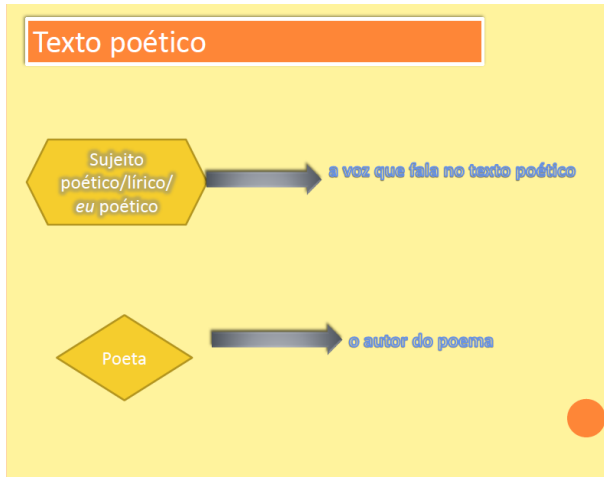 Texto poético
Sujeito
poético/lírico/
eu poético
a voz que fala no texto poético
Poeta
o autor do poema